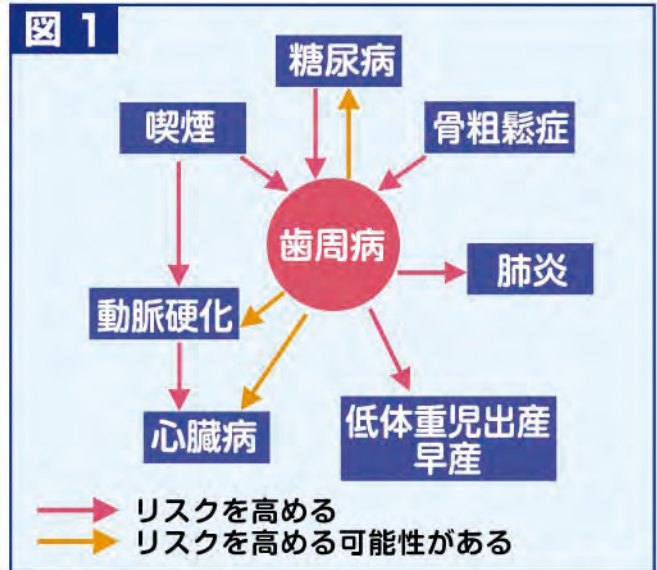 図 1
糖尿病
喫煙
骨粗鬆症
歯周病
肺炎
動脈硬化
心臓病
低体重児出産
早産
リスクを高める
リスクを高める可能性がある